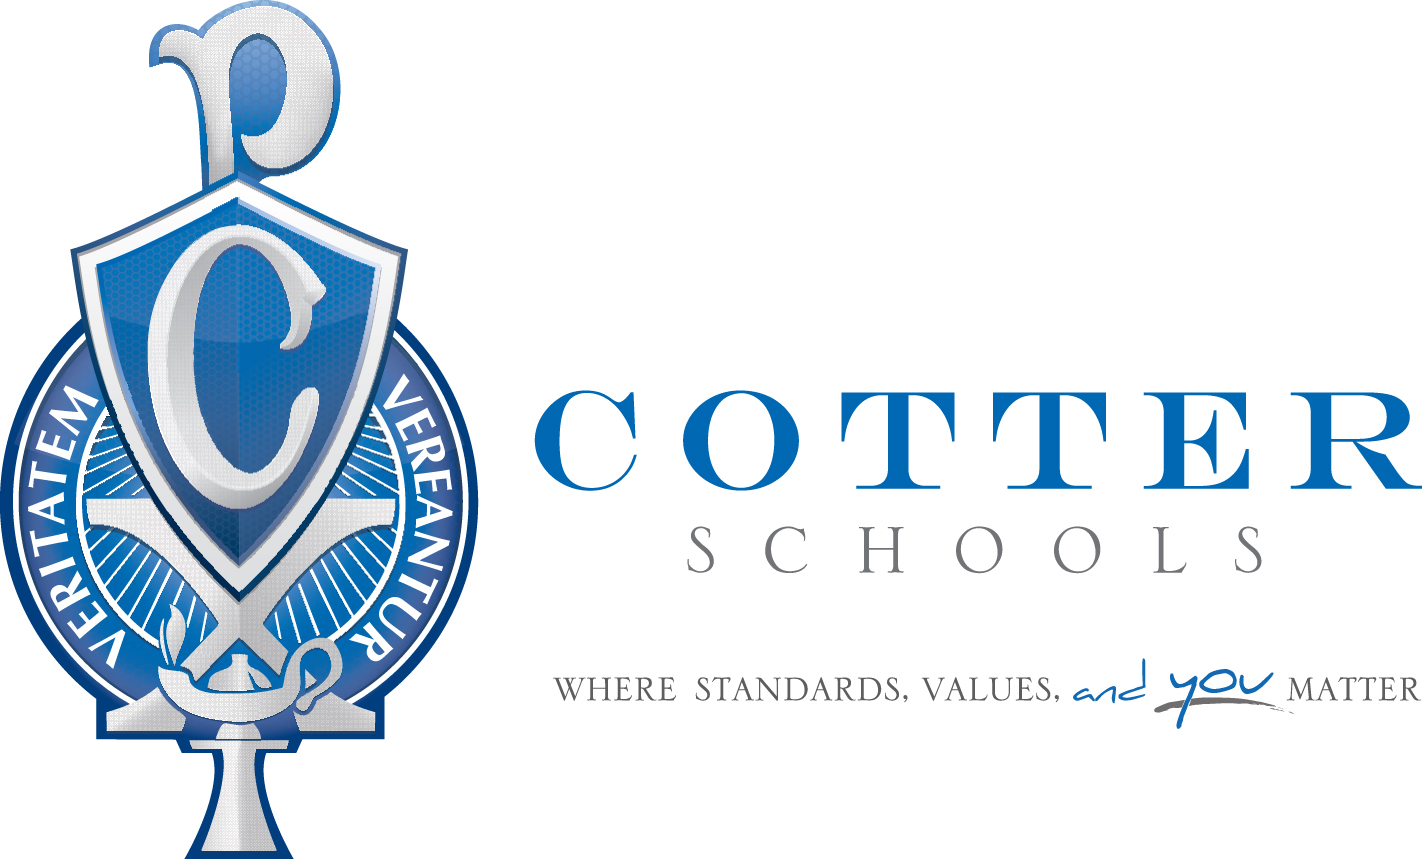 P
C
VERITATEM VEREANTUR
COTTER
SCHOOLS
WHERE STANDARDS, VALUES, and you MATTER